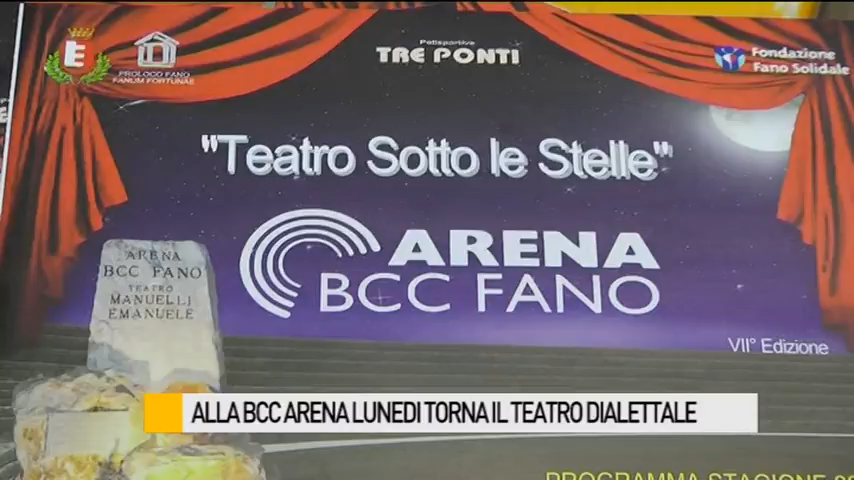 E
PROLOCO FANO
FANUM FORTUNAE
Polisportiva
TRE PONTI
Fondazione
Fano Solidale
"Teatro Sotto le Stelle"
ARENA
BCC FANO
ARENA
BCC FANO
TEATRO
MANUELLI
EMANUELE
VII° Edizione
ALLA BCC ARENA LUNEDI TORNA IL TEATRO DIALETTALE
PROGRAMMA STAGIONE